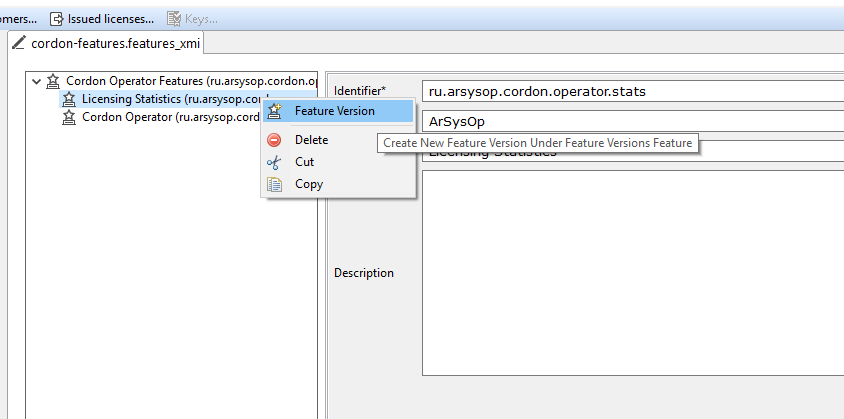 omers... Issued licenses... Keys...
cordon-features.features_xmi
Cordon Operator Features (ru.arsysop.cordon.o
Licensing Statistics (ru.arsysop.cor
Cordon Operator (ru.arsysop.cord
Feature Version
Delete
Cut
Copy
Create New Feature Version Under Feature Versions Feature
Identifier*
ru.arsysop.cordon.operator.stats
ArSysOp
Licensing Statistics
Description